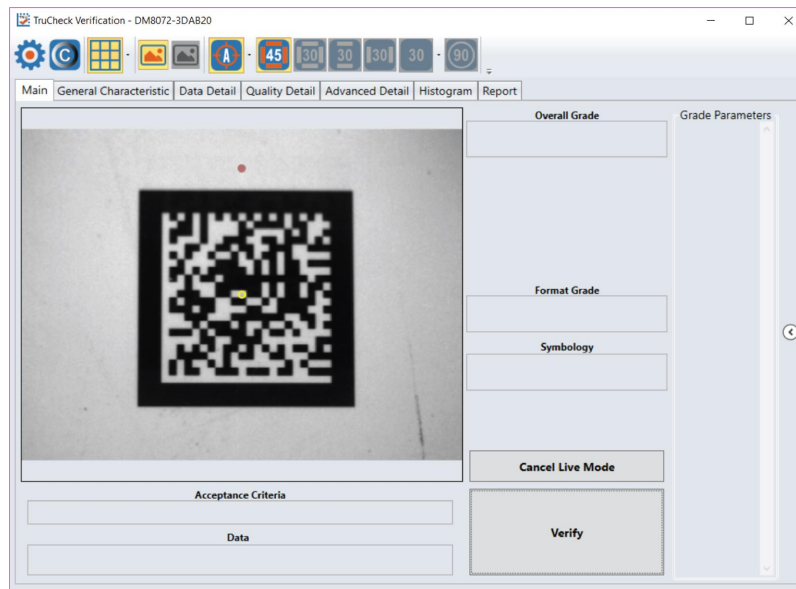 TruCheck Verification - DM8072-3DAB20
C A 45 30 30 30 30 90
Main General Characteristic Data Detail Quality Detail Advanced Detail Histogram Report
Overall Grade
Grade Parameters
Format Grade
Symbology
Cancel Live Mode
Acceptance Criteria
Verify
Data